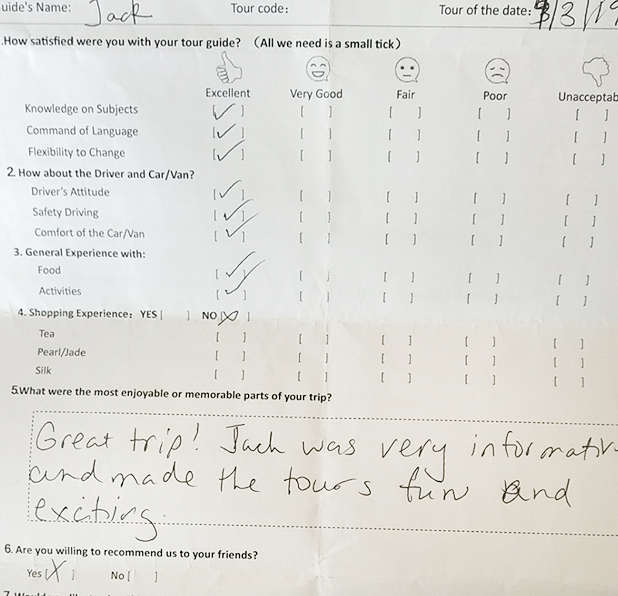 uide's Name: Jack Tour code: Tour of the date: 3/19
.How satisfied were you with your tour guide? (All we need is a small tick)
Excellent Very Good Fair Poor Unacceptab
Knowledge on Subjects [✓] [ ] [ ] [ ] [ ]
Command of Language [✓] [ ] [ ] [ ] [ ]
Flexibility to Change [✓] [ ] [ ] [ ] [ ]
2. How about the Driver and Car/Van?
Driver's Attitude [✓] [ ] [ ] [ ] [ ]
Safety Driving [✓] [ ] [ ] [ ] [ ]
Comfort of the Car/Van [✓] [ ] [ ] [ ] [ ]
3. General Experience with:
Food [✓] [ ] [ ] [ ] [ ]
Activities [✓] [ ] [ ] [ ] [ ]
4. Shopping Experience: YES [ ] NO [X]
Tea [ ] [ ] [ ] [ ] [ ]
Pearl/Jade [ ] [ ] [ ] [ ] [ ]
Silk [ ] [ ] [ ] [ ] [ ]
5.What were the most enjoyable or memorable parts of your trip?
Great trip! Jack was very informativ
and made the tours fun and
exciting.
6. Are you willing to recommend us to your friends?
Yes [X] No [ ]